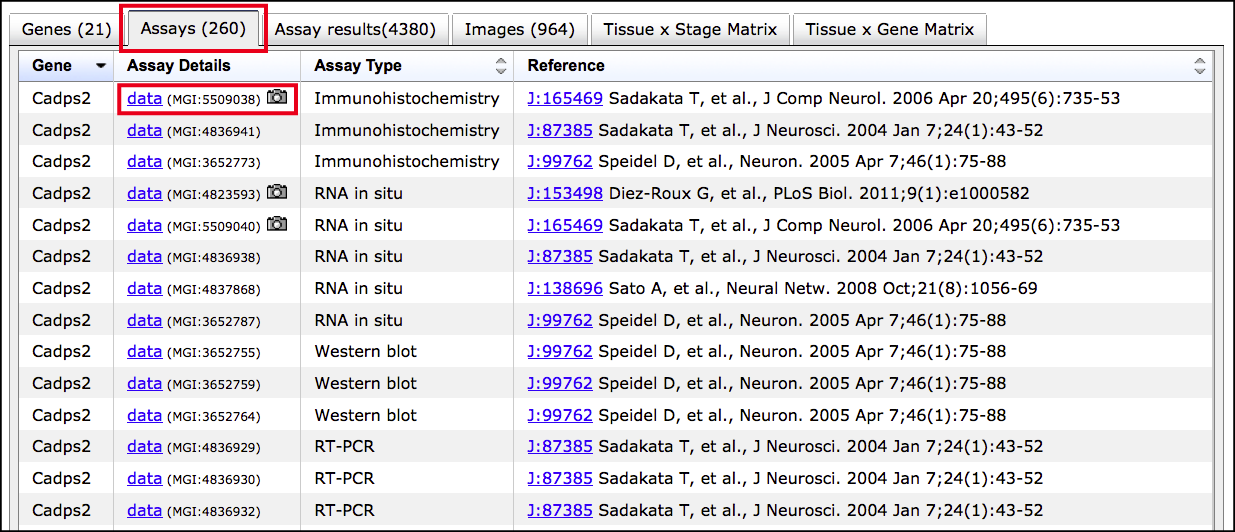 Genes (21) Assays (260) Assay results(4380) Images (964) Tissue x Stage Matrix Tissue x Gene Matrix
Gene Assay Details Assay Type Reference
Cadps2 data (MGI:5509038) Immunohistochemistry J:165469 Sadakata T, et al., J Comp Neurol. 2006 Apr 20;495(6):735-53
Cadps2 data (MGI:4836941) Immunohistochemistry J:87385 Sadakata T, et al., J Neurosci. 2004 Jan 7;24(1):43-52
Cadps2 data (MGI:3652773) Immunohistochemistry J:99762 Speidel D, et al., Neuron. 2005 Apr 7;46(1):75-88
Cadps2 data (MGI:4823593) RNA in situ J:153498 Diez-Roux G, et al., PLoS Biol. 2011;9(1):e1000582
Cadps2 data (MGI:5509040) RNA in situ J:165469 Sadakata T, et al., J Comp Neurol. 2006 Apr 20;495(6):735-53
Cadps2 data (MGI:4836938) RNA in situ J:87385 Sadakata T, et al., J Neurosci. 2004 Jan 7;24(1):43-52
Cadps2 data (MGI:4837868) RNA in situ J:138696 Sato A, et al., Neural Netw. 2008 Oct;21(8):1056-69
Cadps2 data (MGI:3652787) RNA in situ J:99762 Speidel D, et al., Neuron. 2005 Apr 7;46(1):75-88
Cadps2 data (MGI:3652755) Western blot J:99762 Speidel D, et al., Neuron. 2005 Apr 7;46(1):75-88
Cadps2 data (MGI:3652759) Western blot J:99762 Speidel D, et al., Neuron. 2005 Apr 7;46(1):75-88
Cadps2 data (MGI:3652764) Western blot J:99762 Speidel D, et al., Neuron. 2005 Apr 7;46(1):75-88
Cadps2 data (MGI:4836929) RT-PCR J:87385 Sadakata T, et al., J Neurosci. 2004 Jan 7;24(1):43-52
Cadps2 data (MGI:4836930) RT-PCR J:87385 Sadakata T, et al., J Neurosci. 2004 Jan 7;24(1):43-52
Cadps2 data (MGI:4836932) RT-PCR J:87385 Sadakata T, et al., J Neurosci. 2004 Jan 7;24(1):43-52